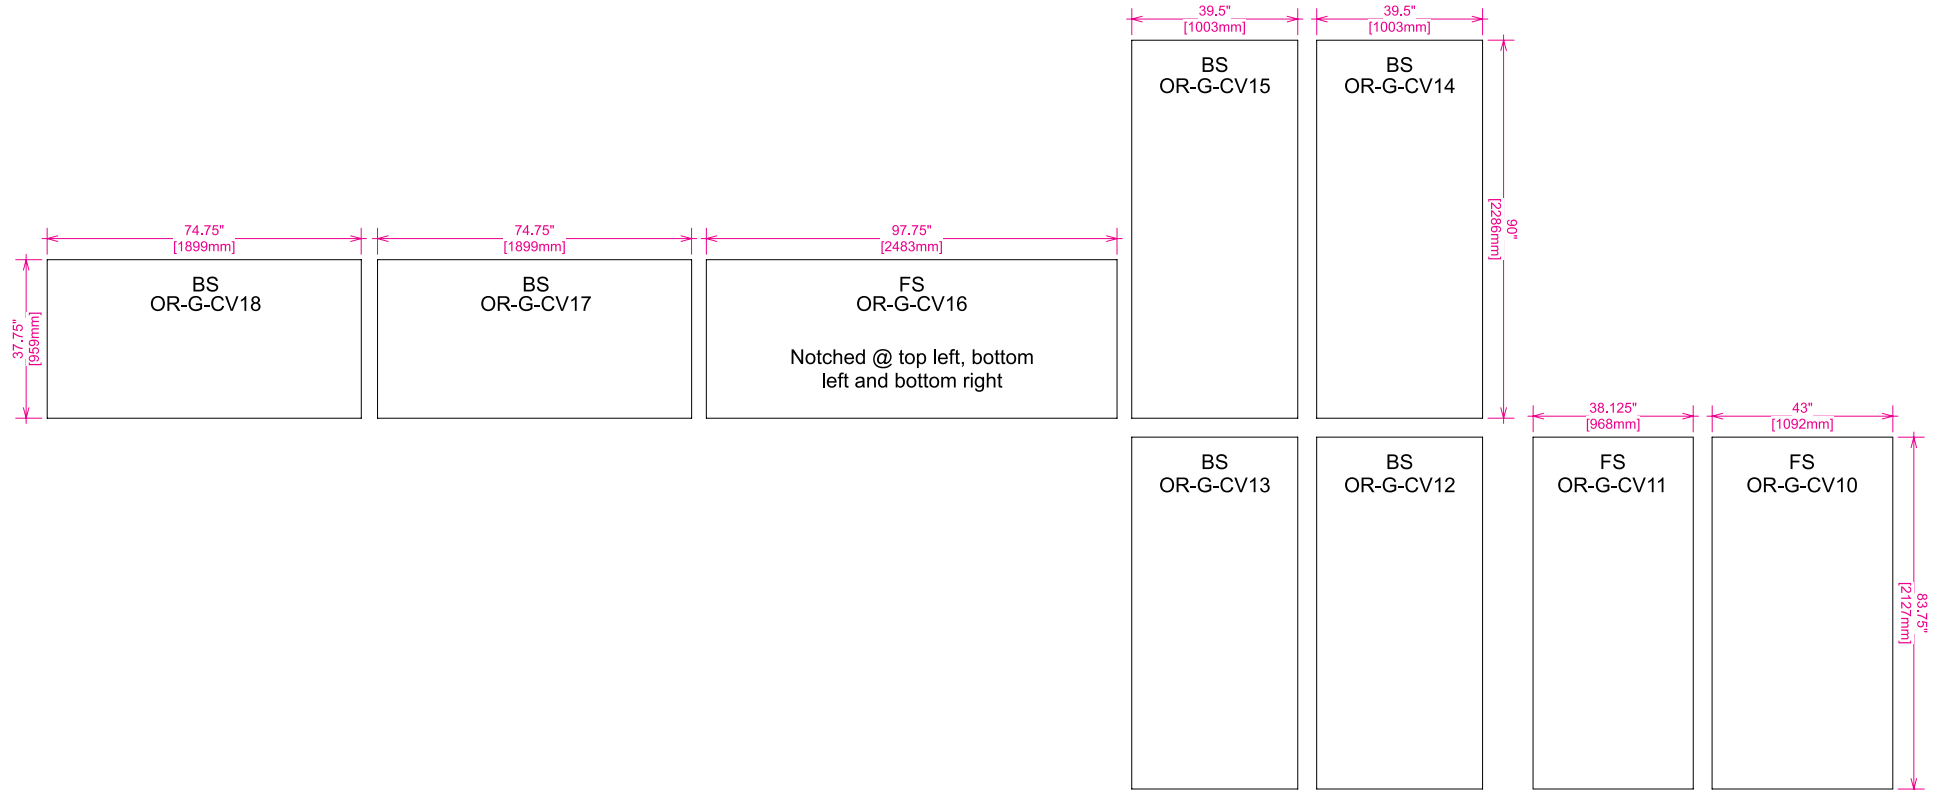 39.5"
[1003mm]
39.5"
[1003mm]
BS
OR-G-CV15
BS
OR-G-CV14
90"
[2286mm]
74.75"
[1899mm]
74.75"
[1899mm]
97.75"
[2483mm]
37.75"
[959mm]
BS
OR-G-CV18
BS
OR-G-CV17
FS
OR-G-CV16
Notched @ top left, bottom
left and bottom right
38.125"
[968mm]
43"
[1092mm]
BS
OR-G-CV13
BS
OR-G-CV12
FS
OR-G-CV11
FS
OR-G-CV10
83.75"
[2127mm]